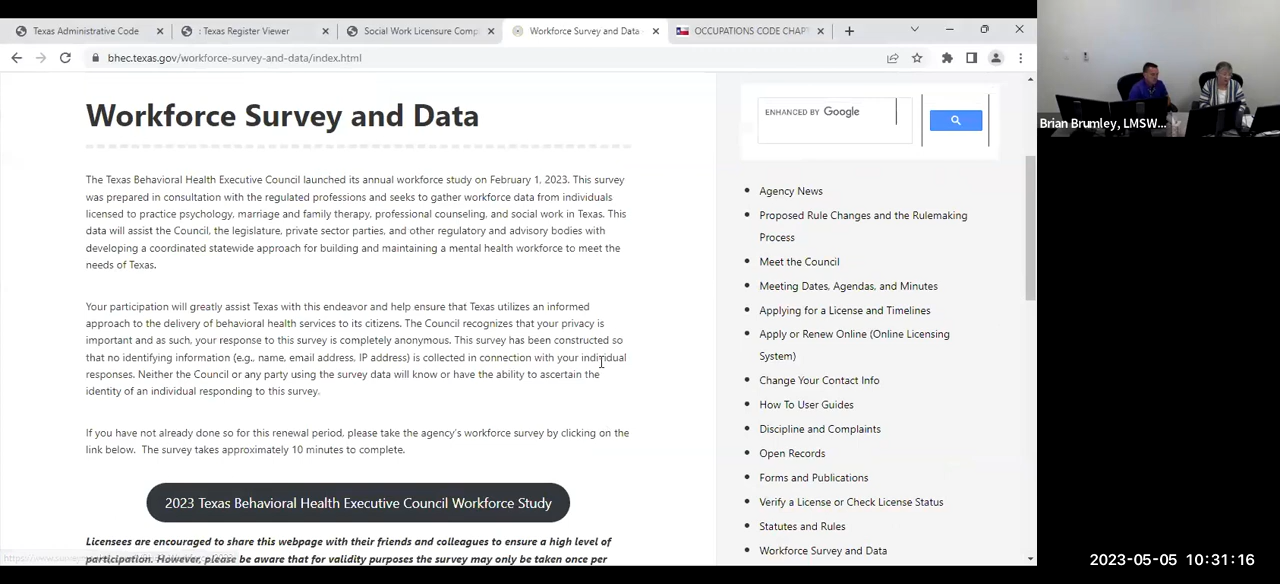 Texas Administrative Code
: Texas Register Viewer
Social Work Licensure Comp
Workforce Survey and Data
OCCUPATIONS CODE CHAPT
bhec.texas.gov/workforce-survey-and-data/index.html
Workforce Survey and Data
The Texas Behavioral Health Executive Council launched its annual workforce study on February 1, 2023. This survey
was prepared in consultation with the regulated professions and seeks to gather workforce data from individuals
licensed to practice psychology, marriage and family therapy, professional counseling, and social work in Texas. This
data will assist the Council, the legislature, private sector parties, and other regulatory and advisory bodies with
developing a coordinated statewide approach for building and maintaining a mental health workforce to meet the
needs of Texas.
Your participation will greatly assist Texas with this endeavor and help ensure that Texas utilizes an informed
approach to the delivery of behavioral health services to its citizens. The Council recognizes that your privacy is
important and as such, your response to this survey is completely anonymous. This survey has been constructed so
that no identifying information (e.g., name, email address, IP address) is collected in connection with your individual
responses. Neither the Council or any party using the survey data will know or have the ability to ascertain the
identity of an individual responding to this survey.
If you have not already done so for this renewal period, please take the agency's workforce survey by clicking on the
link below. The survey takes approximately 10 minutes to complete.
2023 Texas Behavioral Health Executive Council Workforce Study
Licensees are encouraged to share this webpage with their friends and colleagues to ensure a high level of
participation. However, please be aware that for validity purposes the survey may only be taken once per
ENHANCED BY Google
Agency News
Proposed Rule Changes and the Rulemaking
Process
Meet the Council
Meeting Dates, Agendas, and Minutes
Applying for a License and Timelines
Apply or Renew Online (Online Licensing
System)
Change Your Contact Info
How To User Guides
Discipline and Complaints
Open Records
Forms and Publications
Verify a License or Check License Status
Statutes and Rules
Workforce Survey and Data
Brian Brumley, LMSW...
2023-05-05 10:31:16